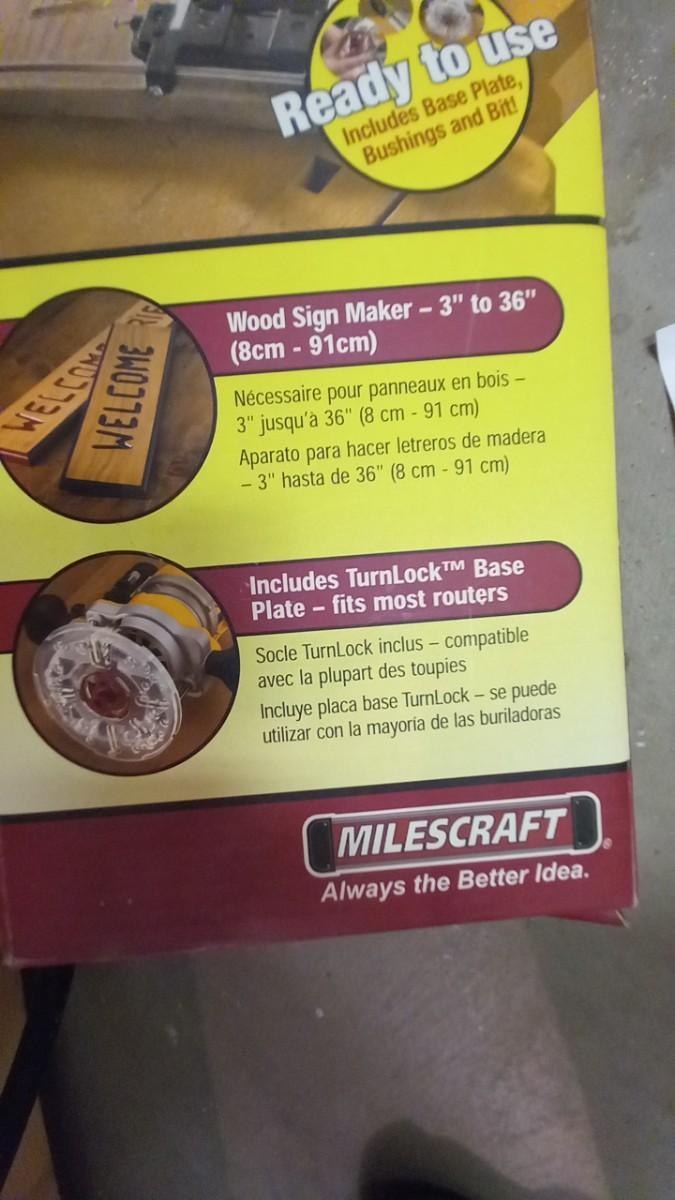 Ready to use
Includes Base Plate,
Bushings and Bit!
Wood Sign Maker – 3" to 36"
(8cm - 91cm)
WELCOME
WELCOME
Nécessaire pour panneaux en bois –
3" jusqu'à 36" (8 cm - 91 cm)
Aparato para hacer letreros de madera
– 3" hasta de 36" (8 cm - 91 cm)
Includes TurnLock™ Base
Plate – fits most routers
Socle TurnLock inclus – compatible
avec la plupart des toupies
Incluye placa base TurnLock – se puede
utilizar con la mayoría de las buriladoras
MILESCRAFT®
Always the Better Idea.